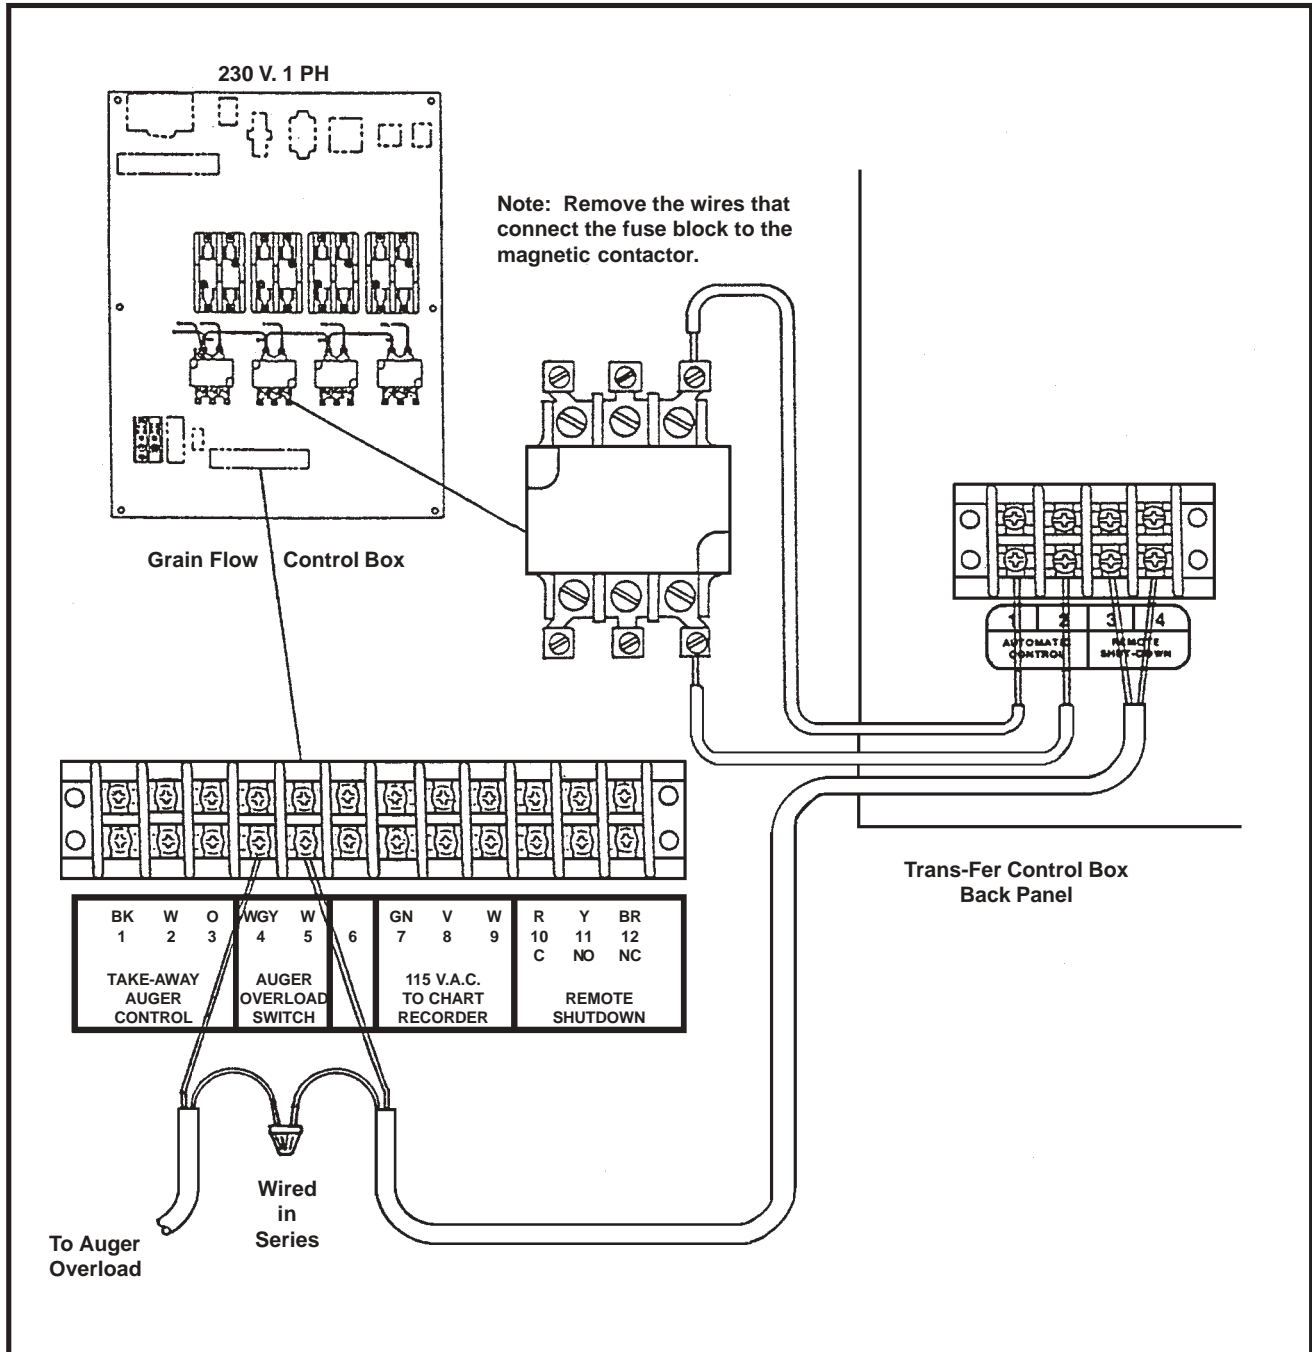 230 V. 1 PH
Note: Remove the wires that
connect the fuse block to the
magnetic contactor.
Grain Flow Control Box
1 2 3 4
AUTOMATIC CONTROL
REMOTE SHUT-DOWN
Trans-Fer Control Box
Back Panel
BK W O WGY W GN V W R Y BR
1 2 3 4 5 6 7 8 9 10 11 12
C NO NC
TAKE-AWAY
AUGER
CONTROL
AUGER
OVERLOAD
SWITCH
115 V.A.C.
TO CHART
RECORDER
REMOTE
SHUTDOWN
Wired
in
Series
To Auger
Overload